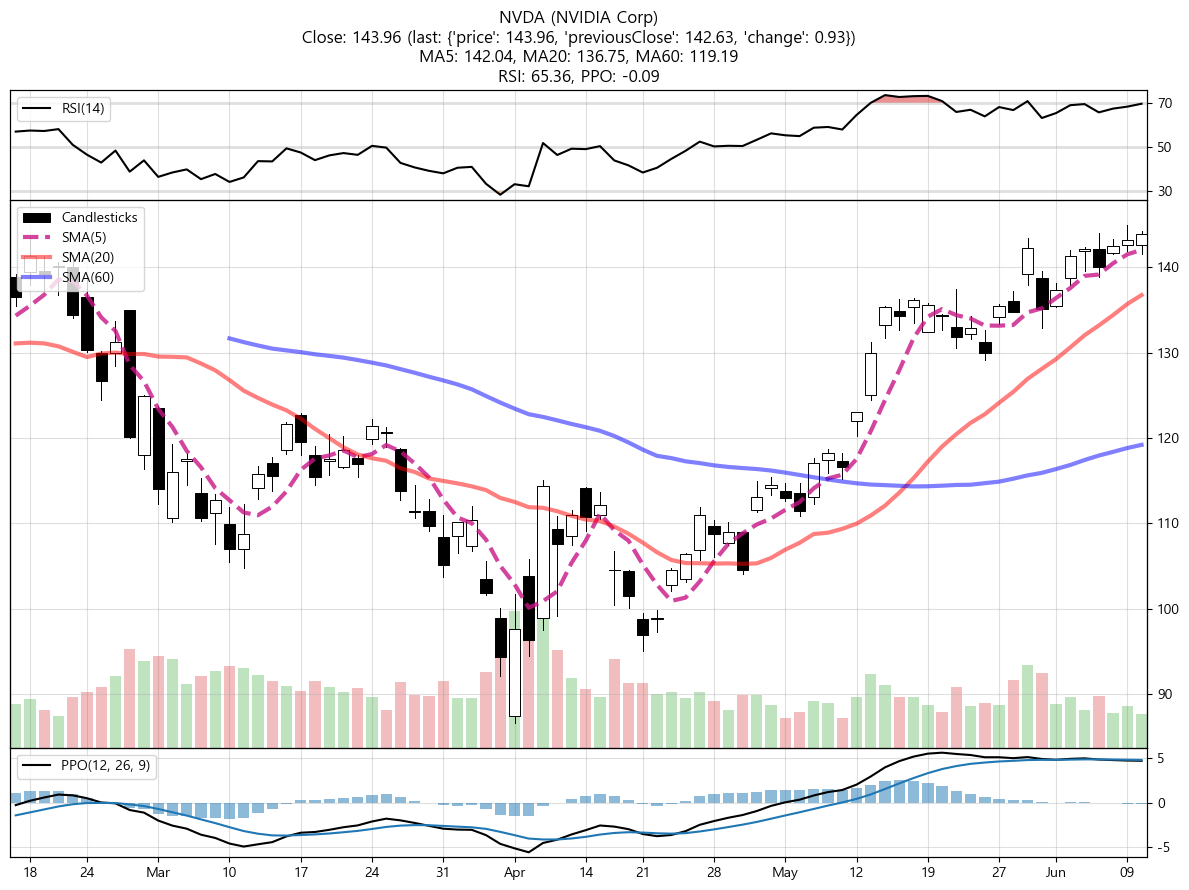 NVDA (NVIDIA Corp)
Close: 143.96 (last: {'price': 143.96, 'previousClose': 142.63, 'change': 0.93})
MA5: 142.04, MA20: 136.75, MA60: 119.19
RSI: 65.36, PPO: -0.09
RSI(14)
70
50
30
Candlesticks
SMA(5)
SMA(20)
SMA(60)
140
130
120
110
100
90
PPO(12, 26, 9)
5
0
-5
18 24 Mar 10 17 24 31 Apr 14 21 28 May 12 19 27 Jun 09